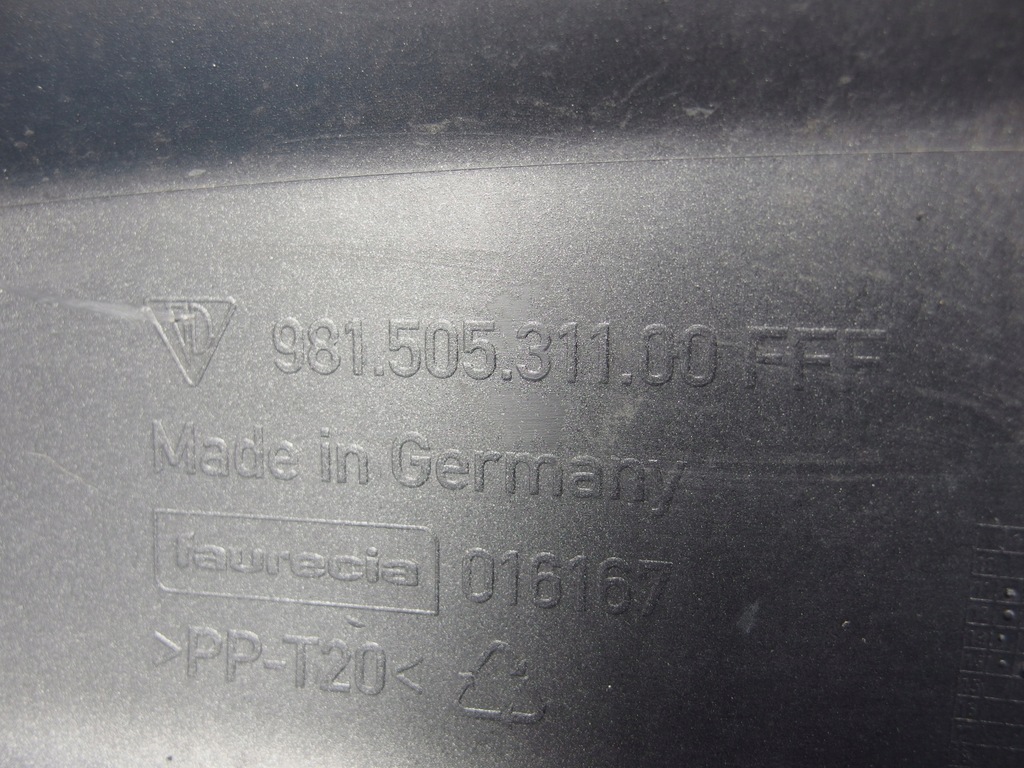 981.505.311.00 FFF
Made in Germany
faurecia 016167
>PP-T20<